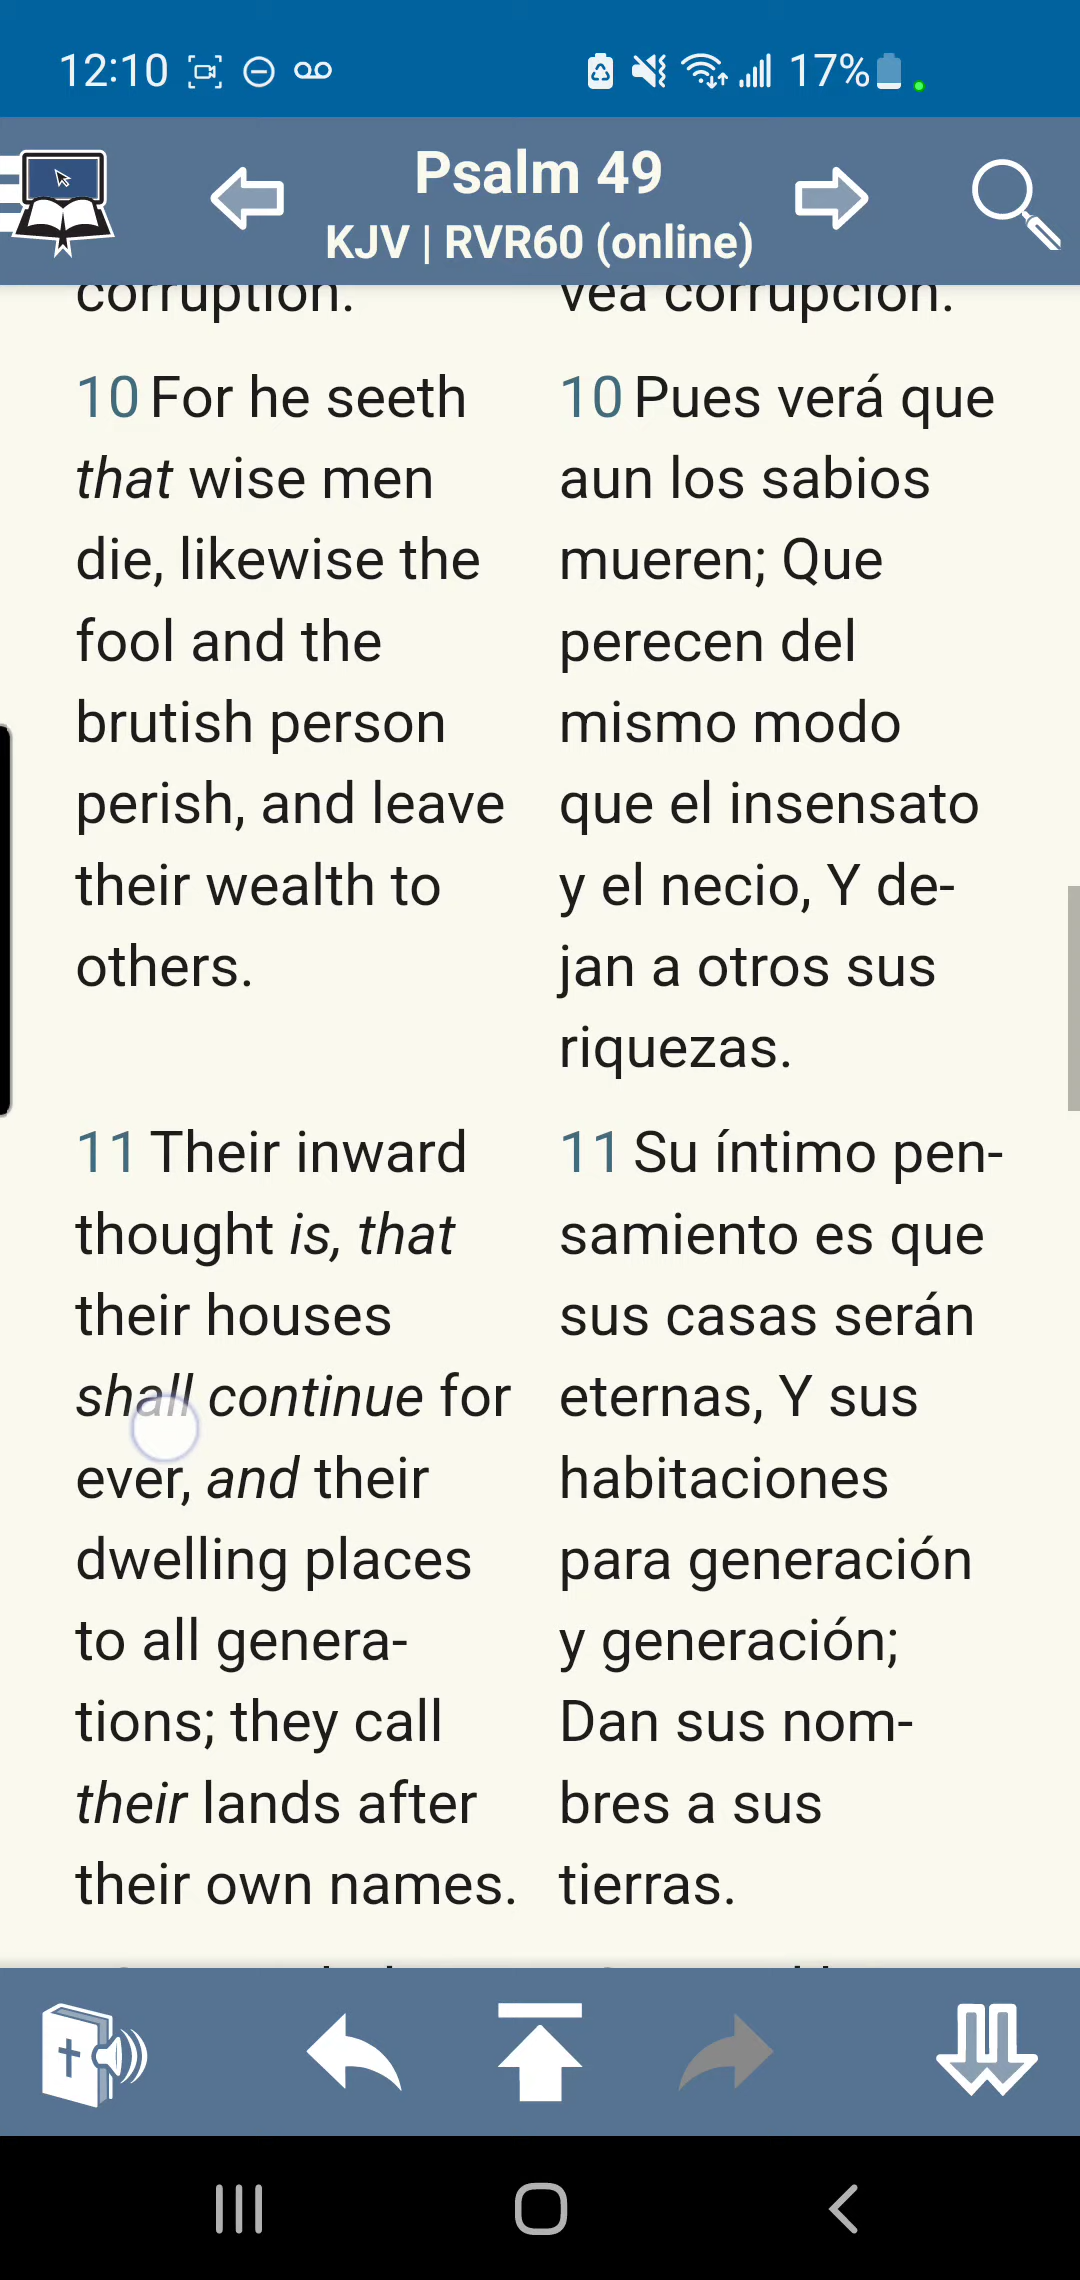 12:10
17%
Psalm 49
KJV | RVR60 (online)
corruption.
10 For he seeth
that wise men
die, likewise the
fool and the
brutish person
perish, and leave
their wealth to
others.
11 Their inward
thought is, that
their houses
shall continue for
ever, and their
dwelling places
to all genera-
tions; they call
their lands after
their own names.
vea corrupción.
10 Pues verá que
aun los sabios
mueren; Que
perecen del
mismo modo
que el insensato
y el necio, Y de-
jan a otros sus
riquezas.
11 Su íntimo pen-
samiento es que
sus casas serán
eternas, Y sus
habitaciones
para generación
y generación;
Dan sus nom-
bres a sus
tierras.